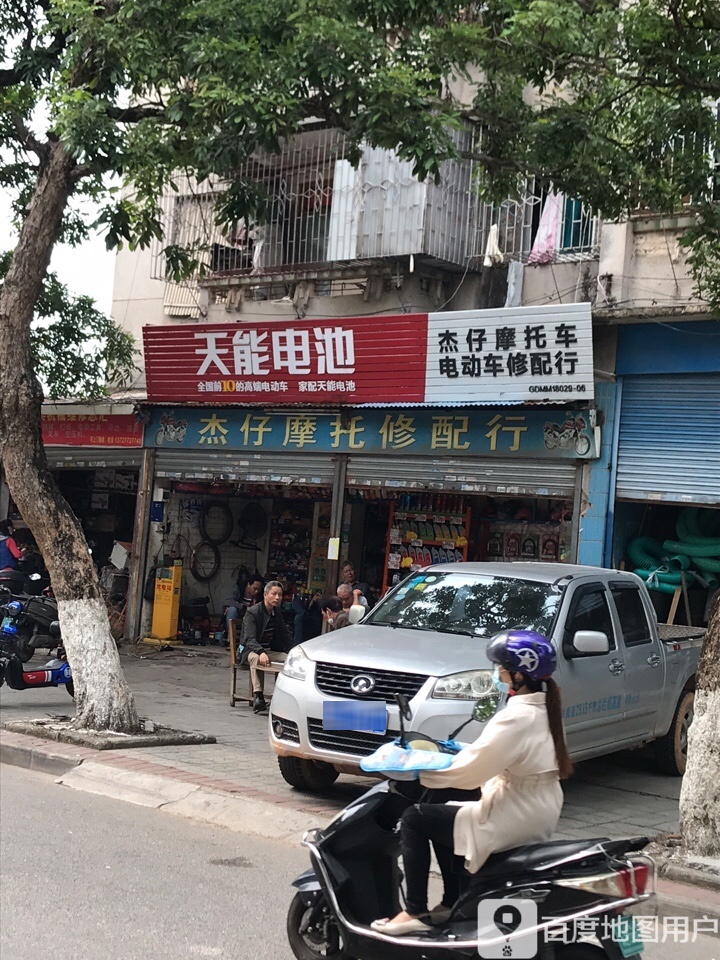 天能电池
全国前10的高端电动车 家配天能电池
杰仔摩托车
电动车修配行
GDMM18029-06
杰仔摩托修配行
百度地图用户